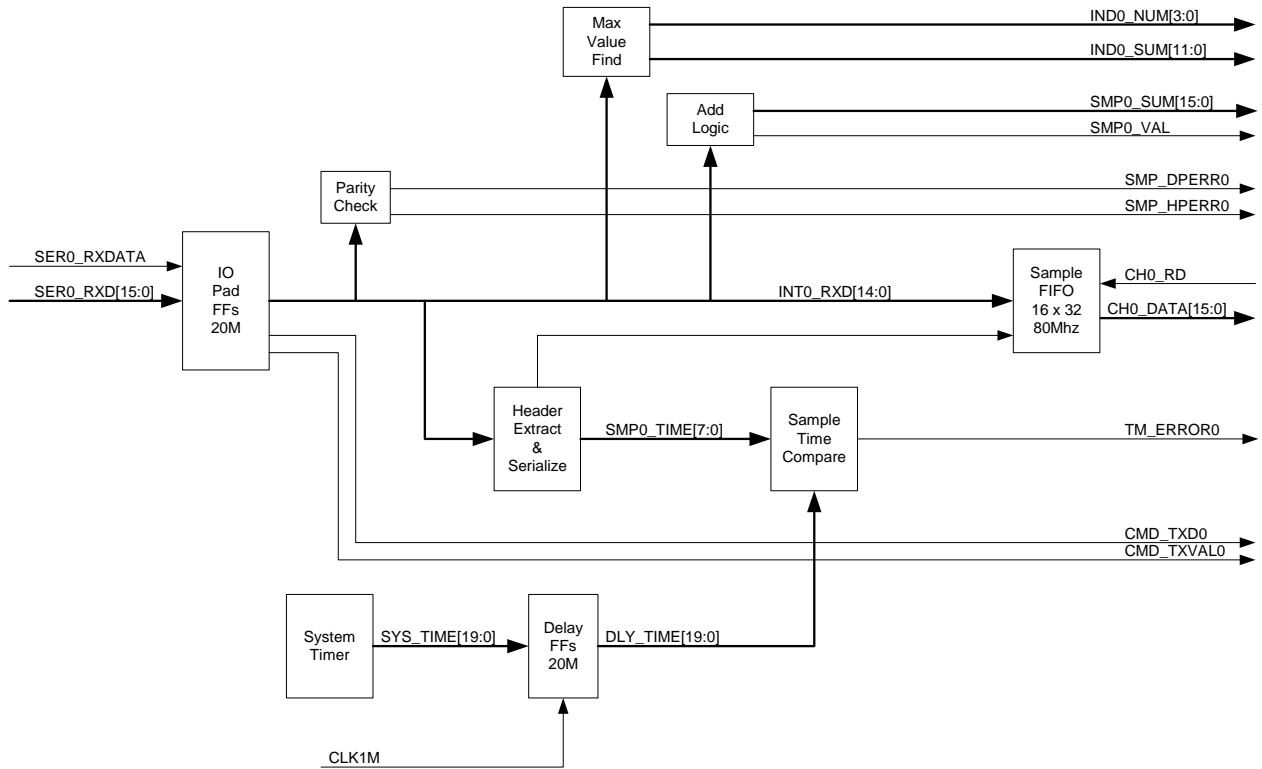 Max
Value
Find
IND0_NUM[3:0]
IND0_SUM[11:0]
Add
Logic
SMP0_SUM[15:0]
SMP0_VAL
Parity
Check
SMP_DPERR0
SMP_HPERR0
SER0_RXDATA
SER0_RXD[15:0]
IO
Pad
FFs
20M
INT0_RXD[14:0]
Sample
FIFO
16 x 32
80Mhz
CH0_RD
CH0_DATA[15:0]
Header
Extract
&
Serialize
SMP0_TIME[7:0]
Sample
Time
Compare
TM_ERROR0
CMD_TXD0
CMD_TXVAL0
System
Timer
SYS_TIME[19:0]
Delay
FFs
20M
DLY_TIME[19:0]
CLK1M